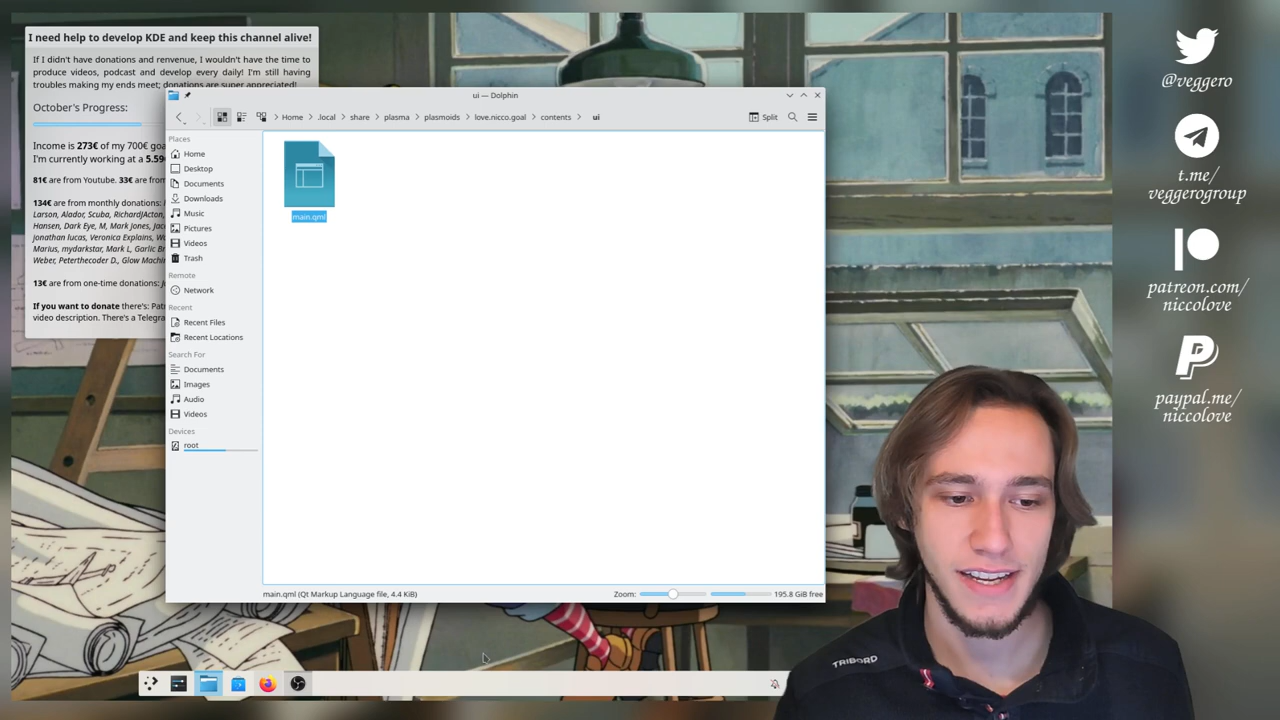 I need help to develop KDE and keep this channel alive!
If I didn't have donations and renvenue, I wouldn't have the time to
produce videos, podcast and develop every daily! I'm still having
troubles making my ends meet; donations are super appreciated!
October's Progress:
Income is 273€ of my 700€ goa
I'm currently working at a 5.59
81€ are from Youtube. 33€ are from
134€ are from monthly donations:
Larson, Alador, Scuba, RichardJActon,
Hansen, Dark Eye, M, Mark Jones, Jac
jonathan lucas, Veronica Explains, W
Marius, mydarkstar, Mark L, Garlic Br
Weber, Peterthecoder D., Glow Machi
13€ are from one-time donations:
If you want to donate there's: Patr
video description. There's a Telegra
ui — Dolphin
Home
.local
share
plasma
plasmoids
love.nicco.goal
contents
ui
Split
Places
Home
Desktop
Documents
Downloads
Music
Pictures
Videos
Trash
Remote
Network
Recent
Recent Files
Recent Locations
Search For
Documents
Images
Audio
Videos
Devices
root
main.qml
main.qml (Qt Markup Language file, 4.4 KiB)
Zoom:
195.8 GiB free
@veggero
t.me/
veggerogroup
patreon.com/
niccolove
paypal.me/
niccolove
TRIBORD